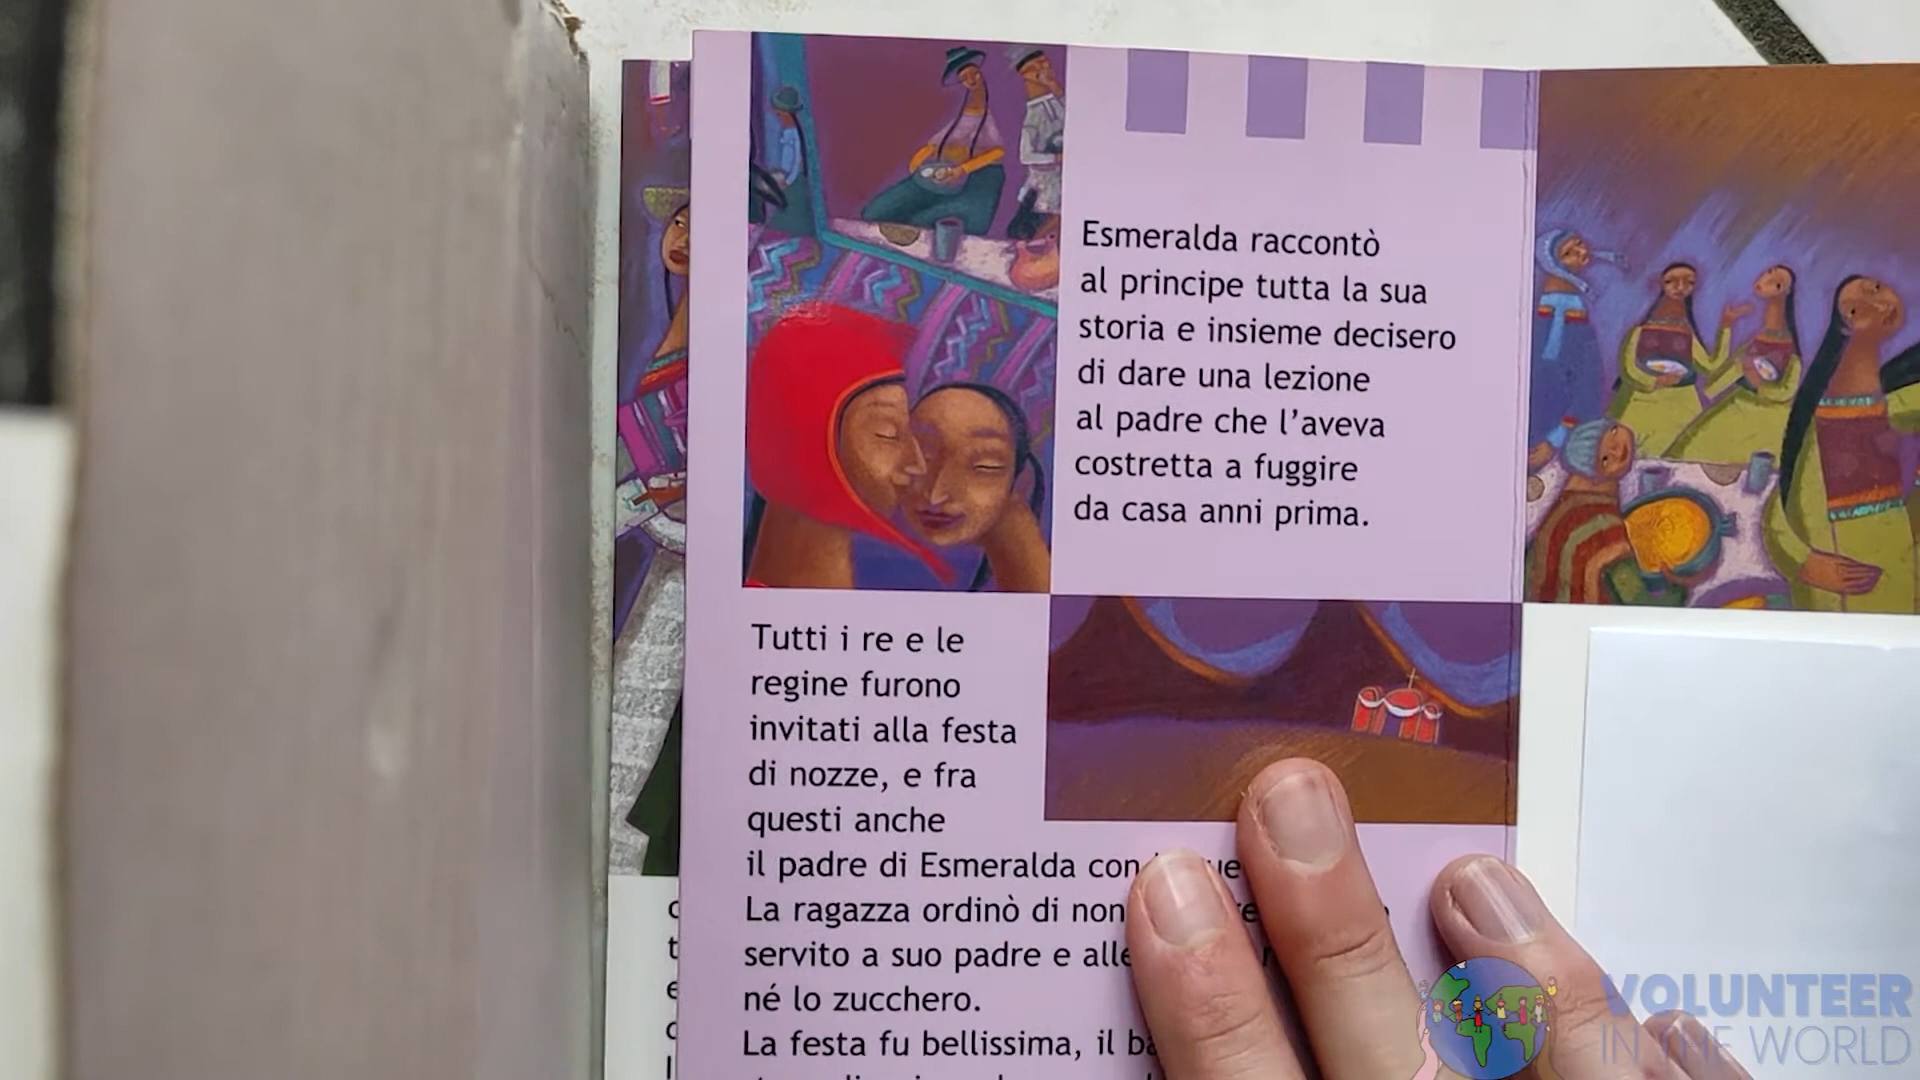 Esmeralda raccontò
al principe tutta la sua
storia e insieme decisero
di dare una lezione
al padre che l'aveva
costretta a fuggire
da casa anni prima.
Tutti i re e le
regine furono
invitati alla festa
di nozze, e fra
questi anche
il padre di Esmeralda con
La ragazza ordinò di non
servito a suo padre e
né lo zucchero.
La festa fu bellissima, il
VOLUNTEER
IN THE WORLD